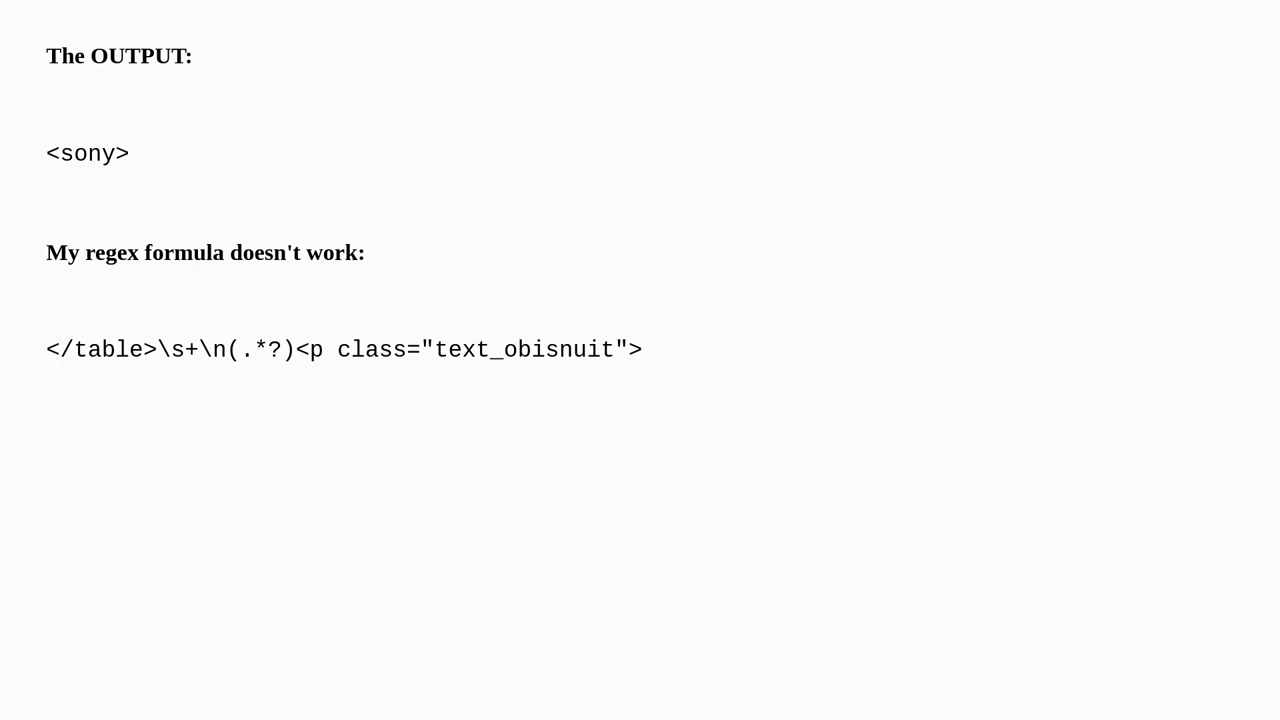 The OUTPUT:
<sony>
My regex formula doesn't work:
</table>\s+\n(.*?)<p class="text_obisnuit">